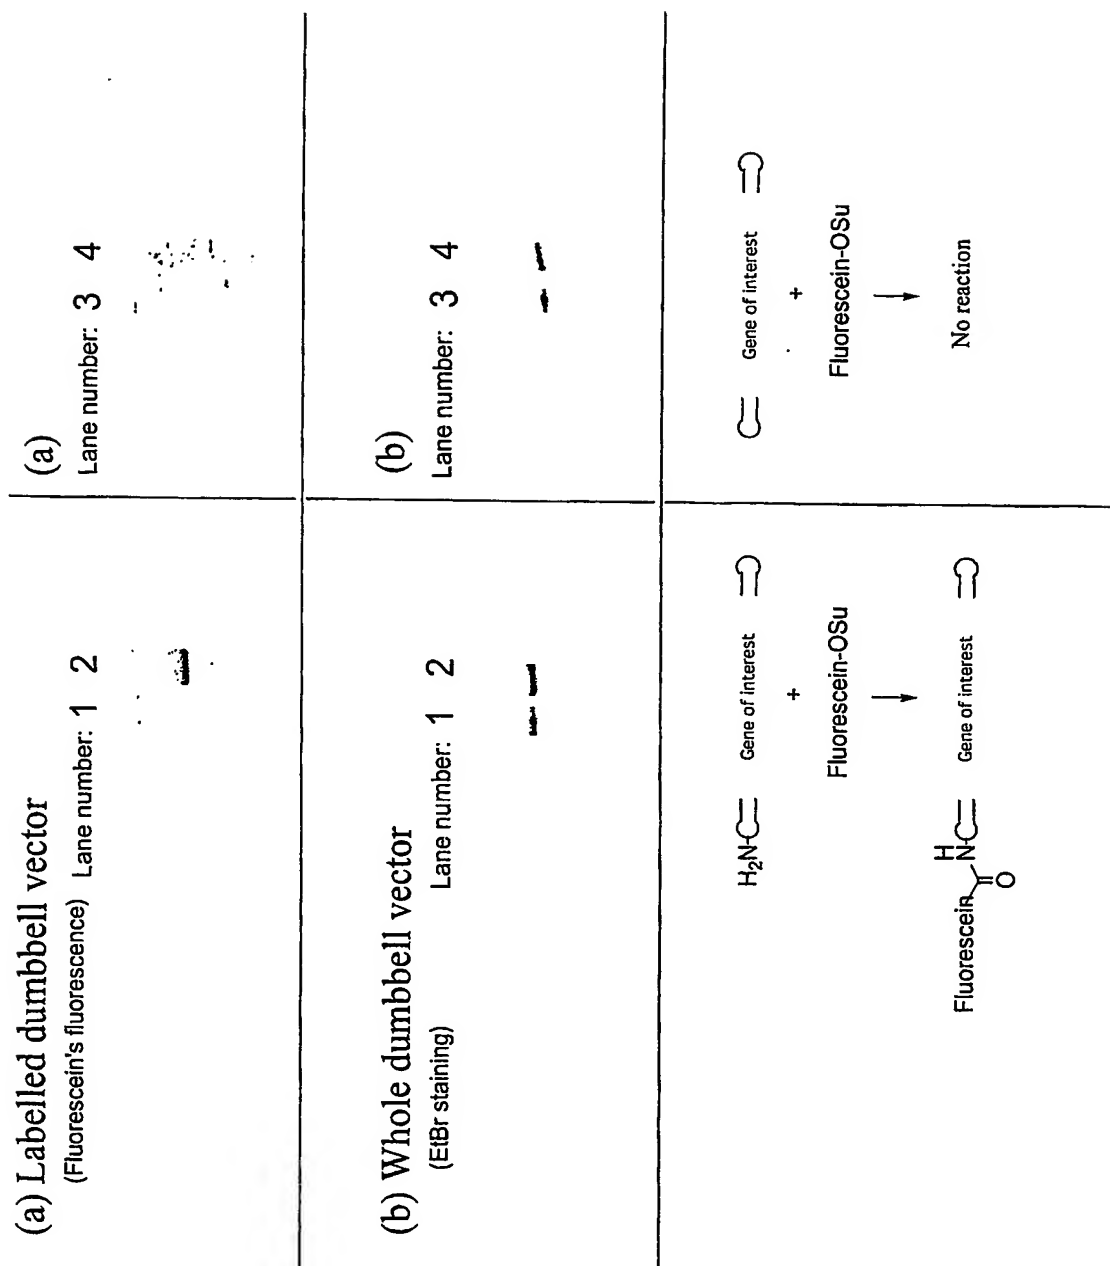 (a) Labelled dumbbell vector
(Fluorescein's fluorescence) Lane number: 1 2
(a)
Lane number: 3 4
(b) Whole dumbbell vector
(EtBr staining) Lane number: 1 2
(b)
Lane number: 3 4
H2N Gene of interest
+
Fluorescein-OSu
Fluorescein
H
N
O
Gene of interest
Gene of interest
+
Fluorescein-OSu
No reaction